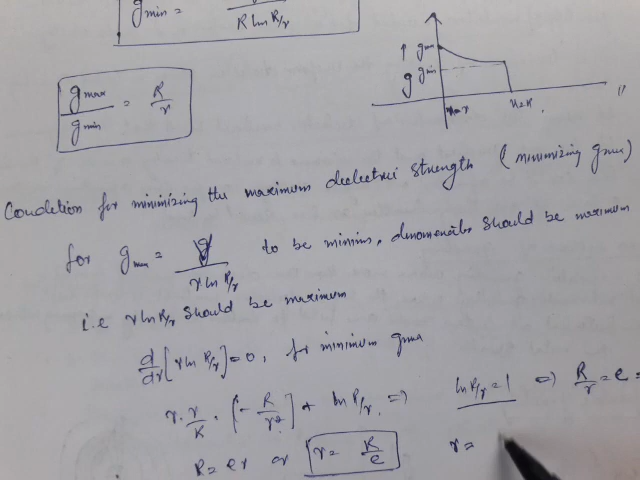 gmin =
R ln R/r
gmax
gmin
gmax / gmin = R / r
g
x=r
x=R.
Condition for minimizing the maximum dielectric strength (minimizing gmax)
for gmax = / r ln R/r to be minim, denomenato should be maximum
i.e r ln R/r should be maximum
d/dr [r ln R/r] = 0, for minimum gmax
r. r/R . [- R/r²] + ln R/r. => ln R/r = 1 => R/r = e =
R = er or r = R/e r =